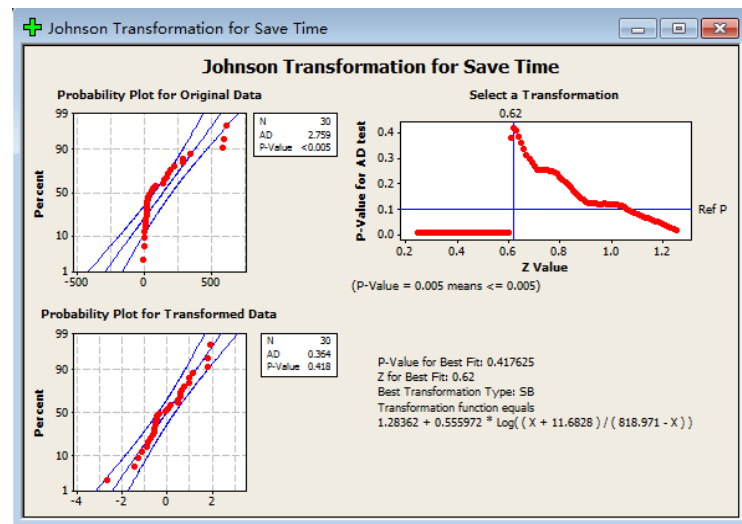 Johnson Transformation for Save Time
Johnson Transformation for Save Time
Probability Plot for Original Data
99
90
50
10
1
Percent
-500
0
500
N 30
AD 2.759
P-Value <0.005
Select a Transformation
0.62
0.4
0.3
0.2
0.1
0.0
P-Value for AD test
Ref P
0.2
0.4
0.6
0.8
1.0
1.2
Z Value
(P-Value = 0.005 means <= 0.005)
Probability Plot for Transformed Data
99
90
50
10
1
Percent
-4
-2
0
2
N 30
AD 0.364
P-Value 0.418
P-Value for Best Fit: 0.417625
Z for Best Fit: 0.62
Best Transformation Type: SB
Transformation function equals
1.28362 + 0.555972 * Log( ( X + 11.6828 ) / ( 818.971 - X ) )